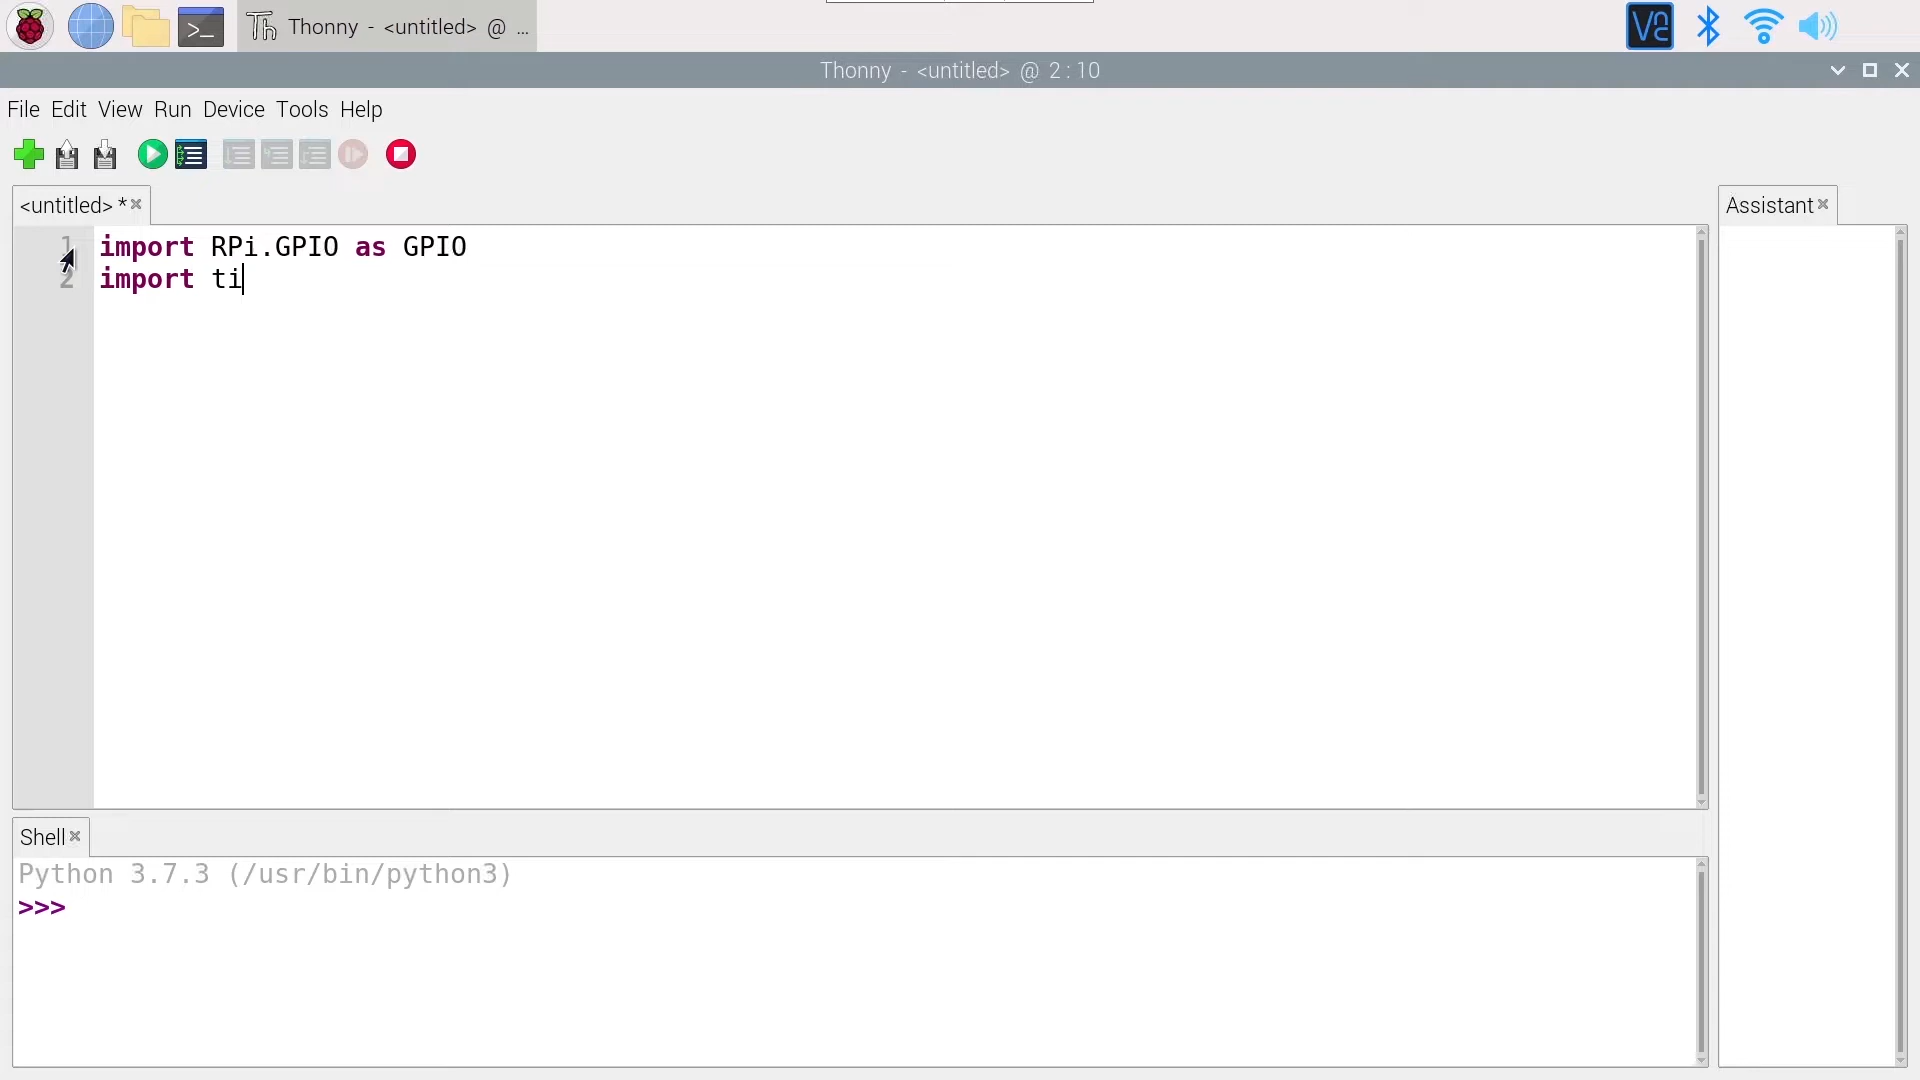 Thonny - <untitled> @ ...
Thonny - <untitled> @ 2 : 10
File Edit View Run Device Tools Help
<untitled> *
Assistant
1 import RPi.GPIO as GPIO
2 import ti
Shell
Python 3.7.3 (/usr/bin/python3)
>>>